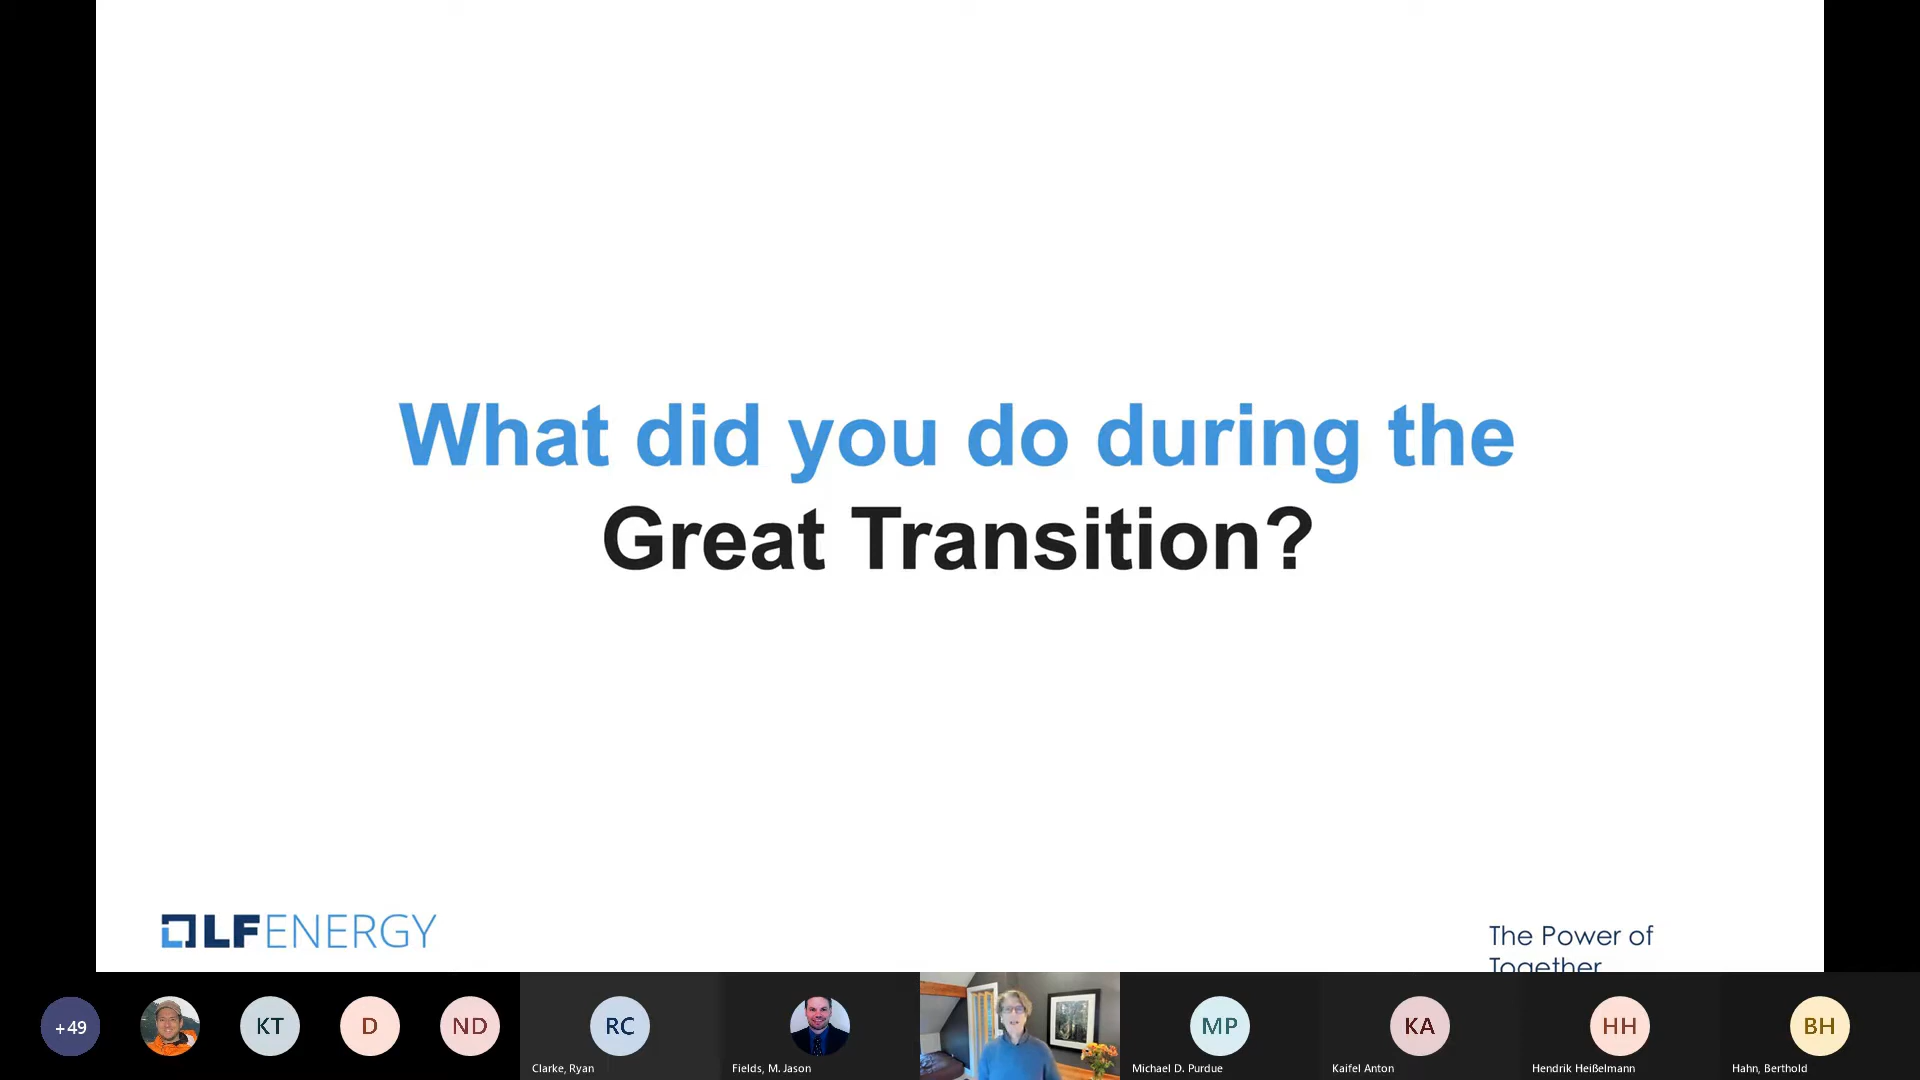 What did you do during the
Great Transition?
LFENERGY
The Power of
Together
+49
KT
D
ND
RC
MP
KA
HH
BH
Clarke, Ryan
Fields, M. Jason
Michael D. Purdue
Kaifel Anton
Hendrik Heißelmann
Hahn, Berthold